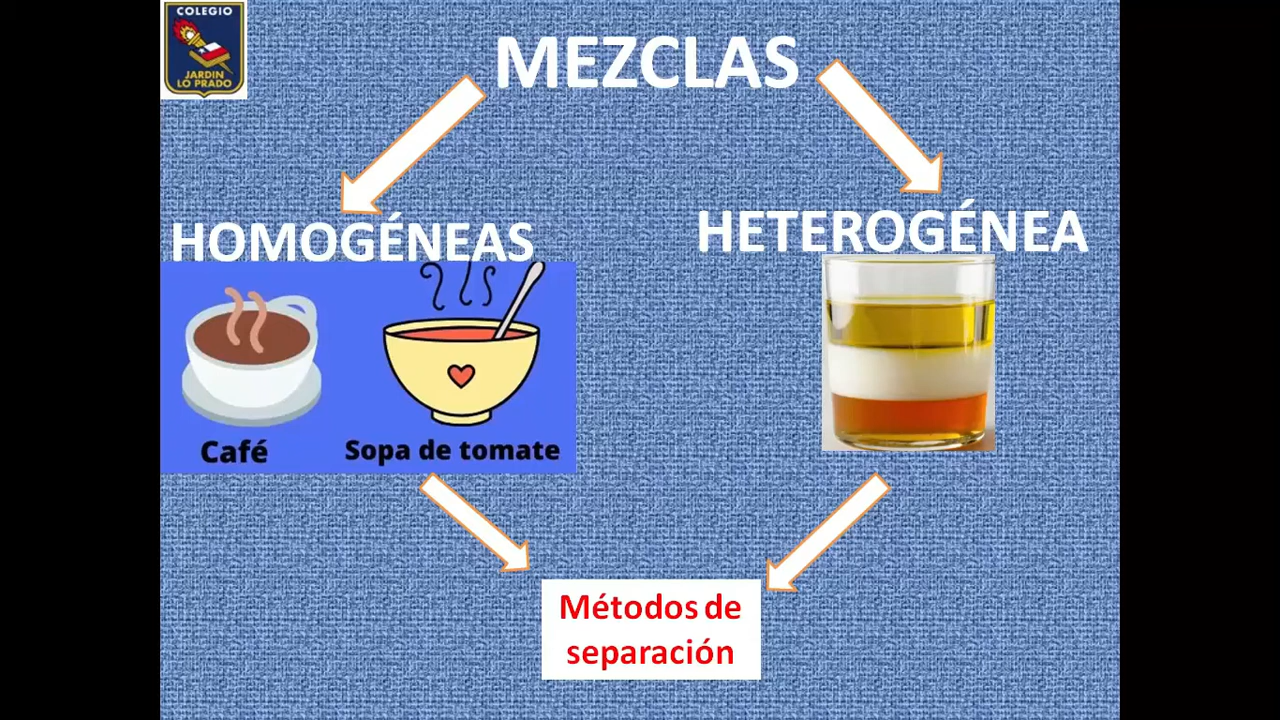 COLEGIO
JARDIN
LO PRADO
MEZCLAS
HOMOGÉNEAS
HETEROGÉNEA
Café
Sopa de tomate
Métodos de
separación